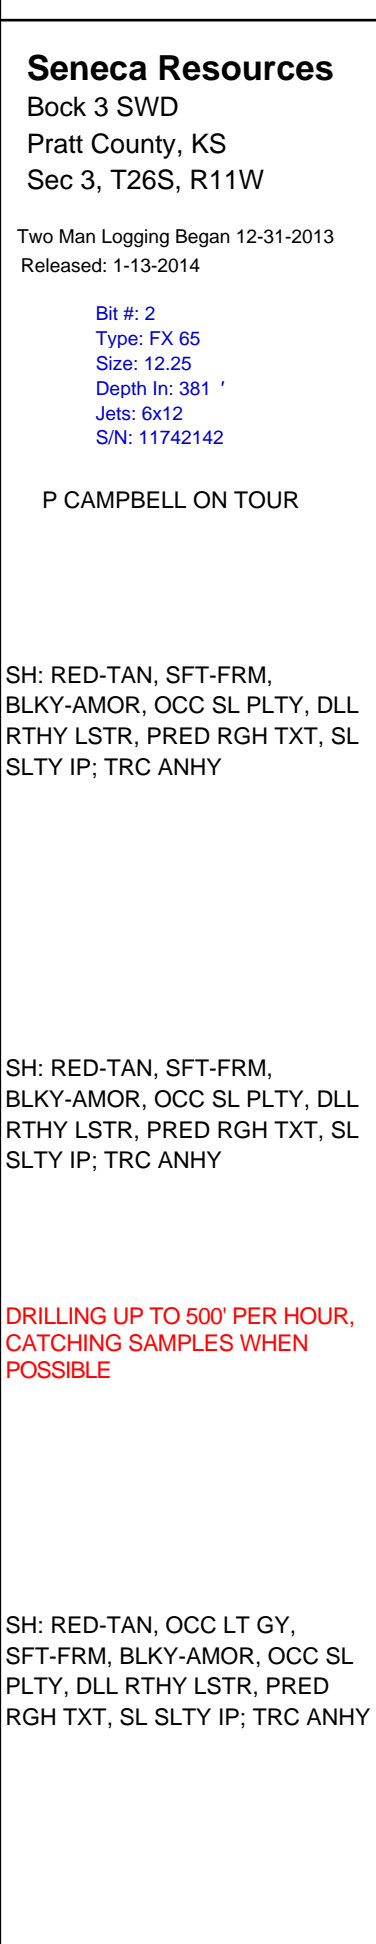 Seneca Resources
Bock 3 SWD
Pratt County, KS
Sec 3, T26S, R11W
Two Man Logging Began 12-31-2013
Released: 1-13-2014
Bit #: 2
Type: FX 65
Size: 12.25
Depth In: 381 '
Jets: 6x12
S/N: 11742142
P CAMPBELL ON TOUR
SH: RED-TAN, SFT-FRM,
BLKY-AMOR, OCC SL PLTY, DLL
RTHY LSTR, PRED RGH TXT, SL
SLTY IP; TRC ANHY
SH: RED-TAN, SFT-FRM,
BLKY-AMOR, OCC SL PLTY, DLL
RTHY LSTR, PRED RGH TXT, SL
SLTY IP; TRC ANHY
DRILLING UP TO 500' PER HOUR,
CATCHING SAMPLES WHEN
POSSIBLE
SH: RED-TAN, OCC LT GY,
SFT-FRM, BLKY-AMOR, OCC SL
PLTY, DLL RTHY LSTR, PRED
RGH TXT, SL SLTY IP; TRC ANHY